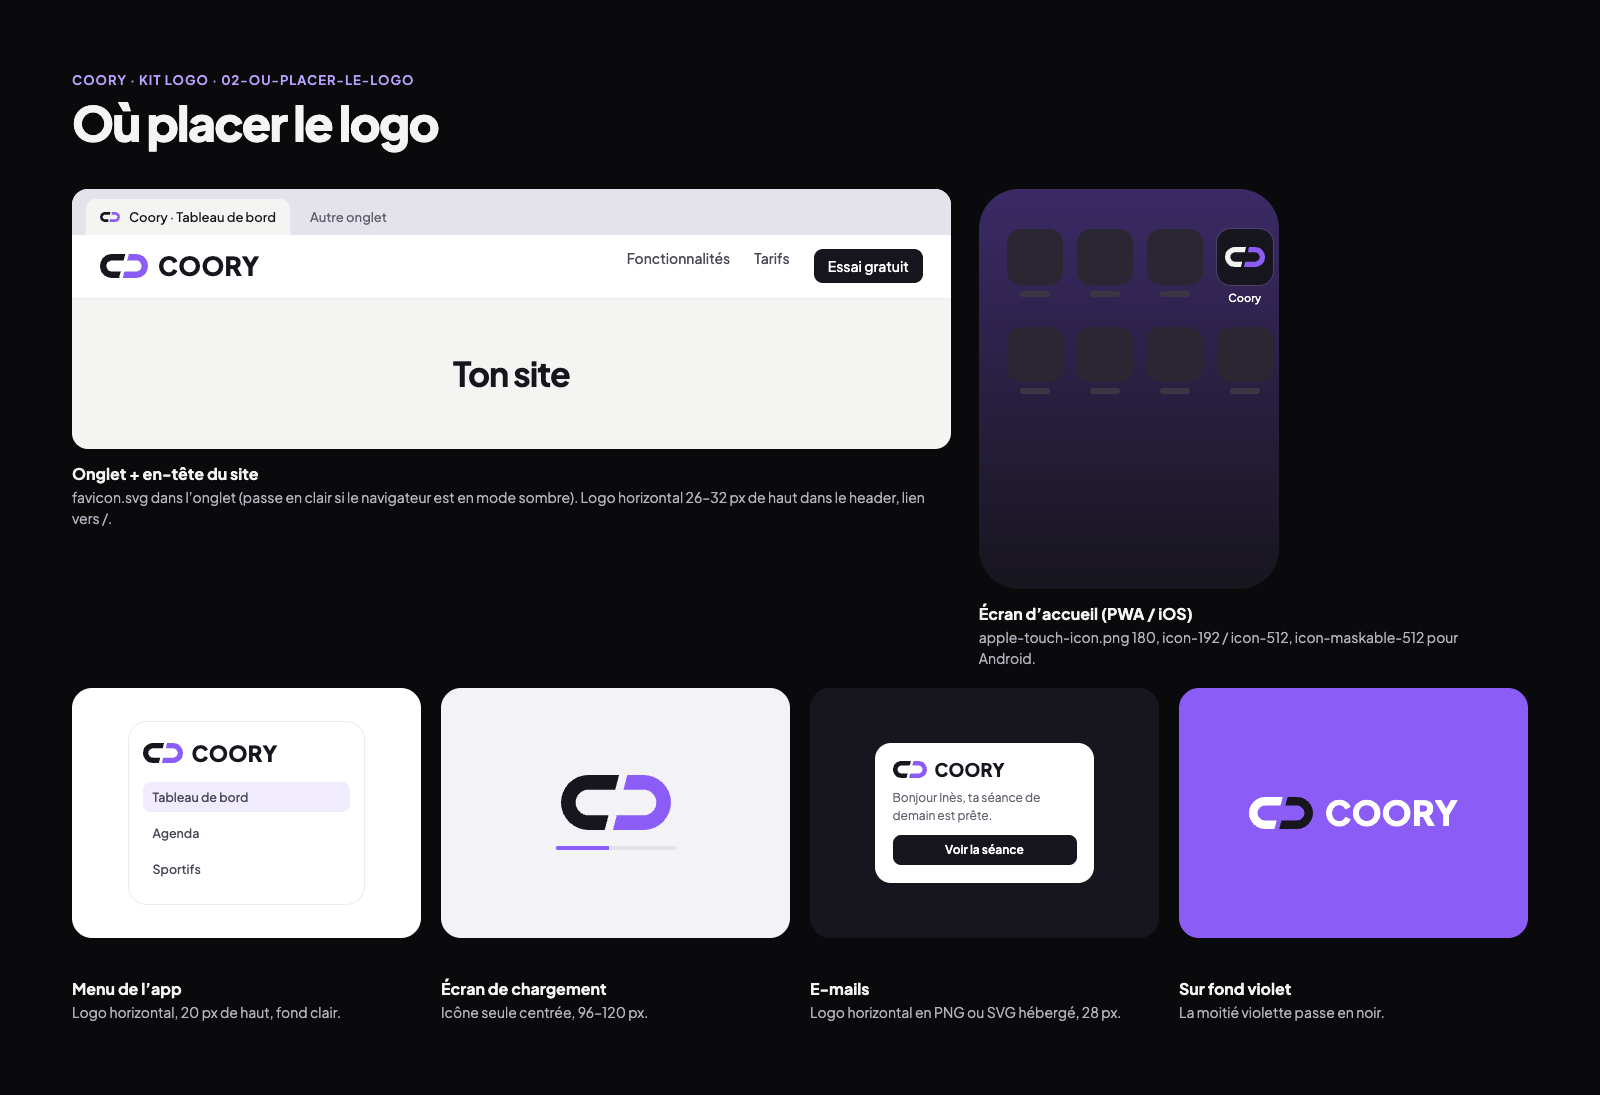 COORY · KIT LOGO · 02-OU-PLACER-LE-LOGO
Où placer le logo
Coory · Tableau de bord
Autre onglet
COORY
Fonctionnalités
Tarifs
Essai gratuit
Ton site
Onglet + en-tête du site
favicon.svg dans l’onglet (passe en clair si le navigateur est en mode sombre). Logo horizontal 26–32 px de haut dans le header, lien
vers /.
Coory
Écran d’accueil (PWA / iOS)
apple-touch-icon.png 180, icon-192 / icon-512, icon-maskable-512 pour
Android.
COORY
Tableau de bord
Agenda
Sportifs
Menu de l’app
Logo horizontal, 20 px de haut, fond clair.
Écran de chargement
Icône seule centrée, 96–120 px.
COORY
Bonjour Inès, ta séance de
demain est prête.
Voir la séance
E-mails
Logo horizontal en PNG ou SVG hébergé, 28 px.
COORY
Sur fond violet
La moitié violette passe en noir.